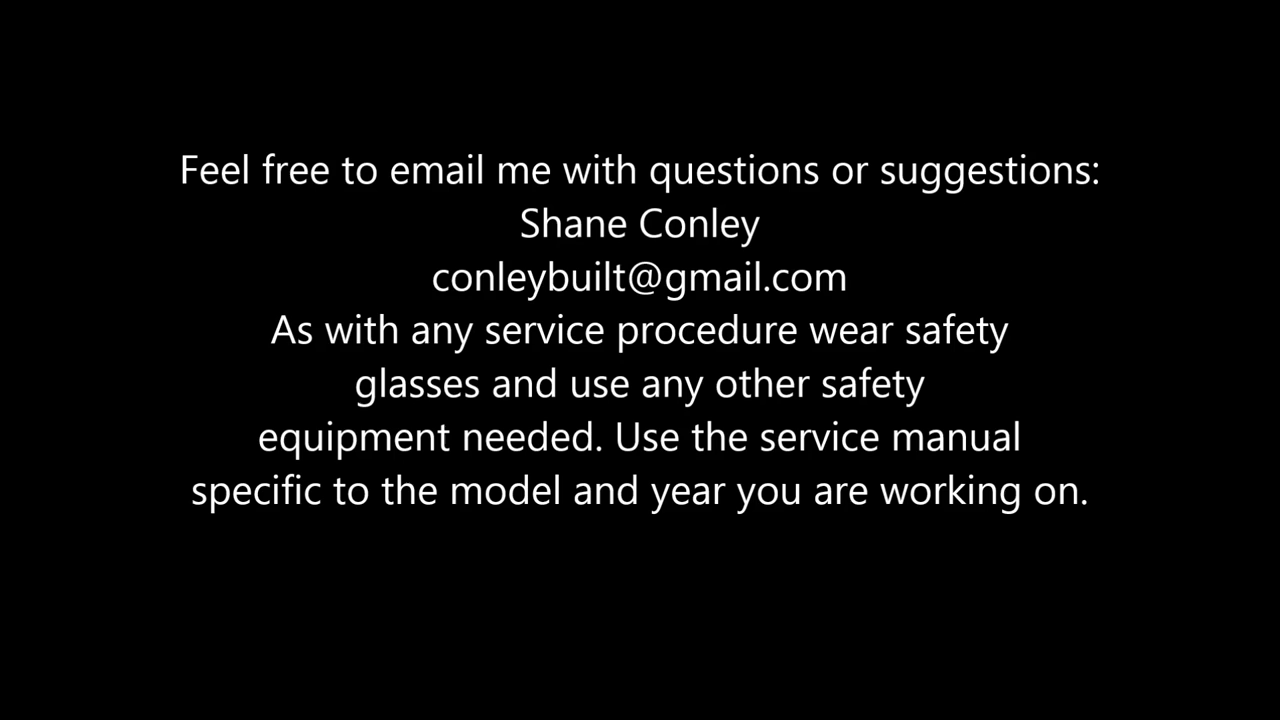 Feel free to email me with questions or suggestions:
Shane Conley
conleybuilt@gmail.com
As with any service procedure wear safety
glasses and use any other safety
equipment needed. Use the service manual
specific to the model and year you are working on.